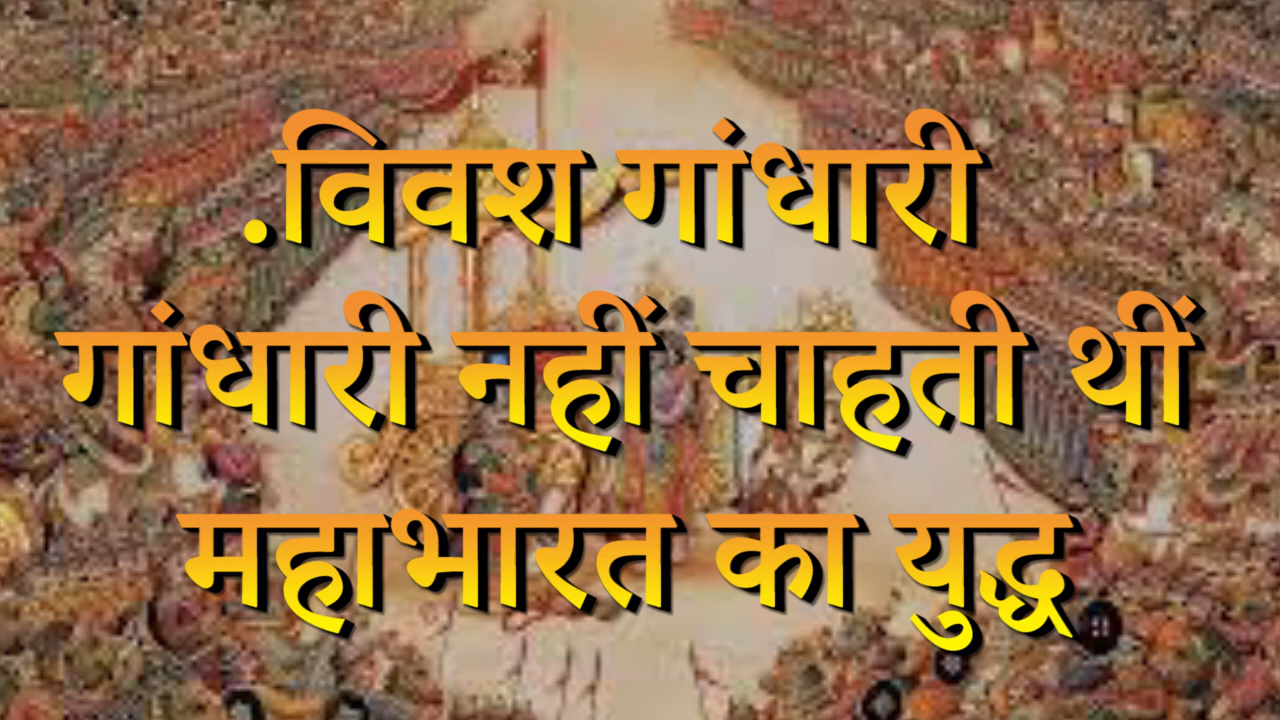 .विवश गांधारी
गांधारी नहीं चाहती थीं
महाभारत का युद्ध